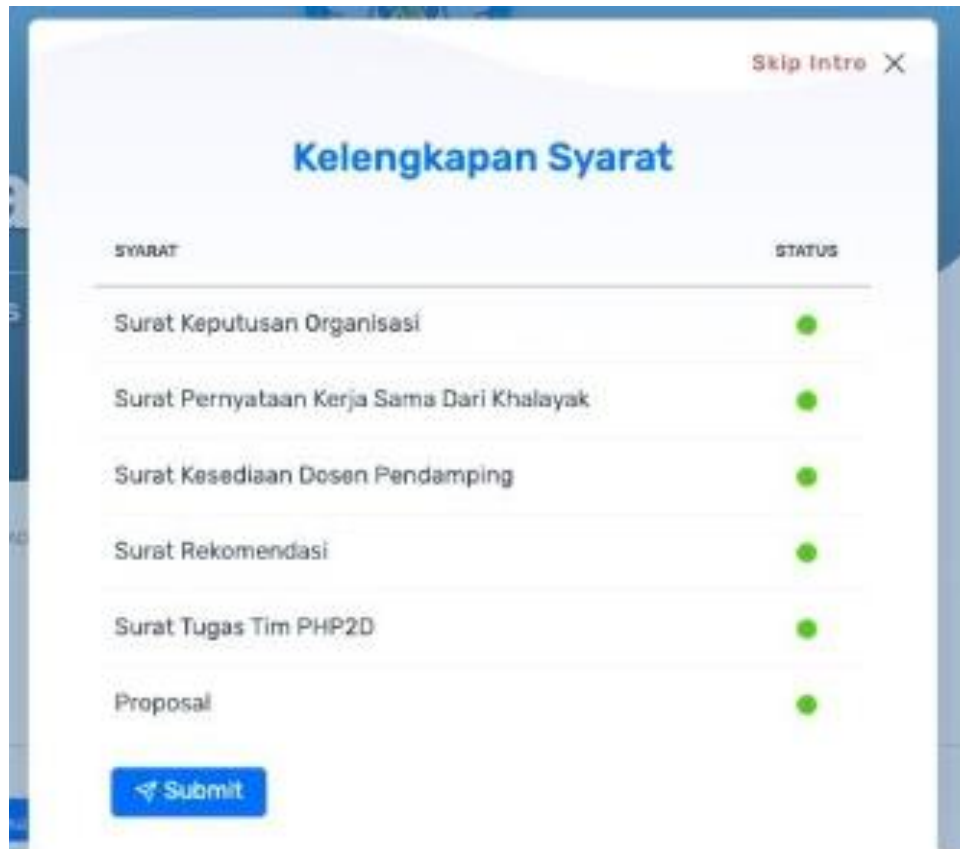 Skip Intro
Kelengkapan Syarat
SYARAT STATUS
Surat Keputusan Organisasi
Surat Pernyataan Kerja Sama Dari Khalayak
Surat Kesediaan Dosen Pendamping
Surat Rekomendasi
Surat Tugas Tim PHP2D
Proposal
Submit